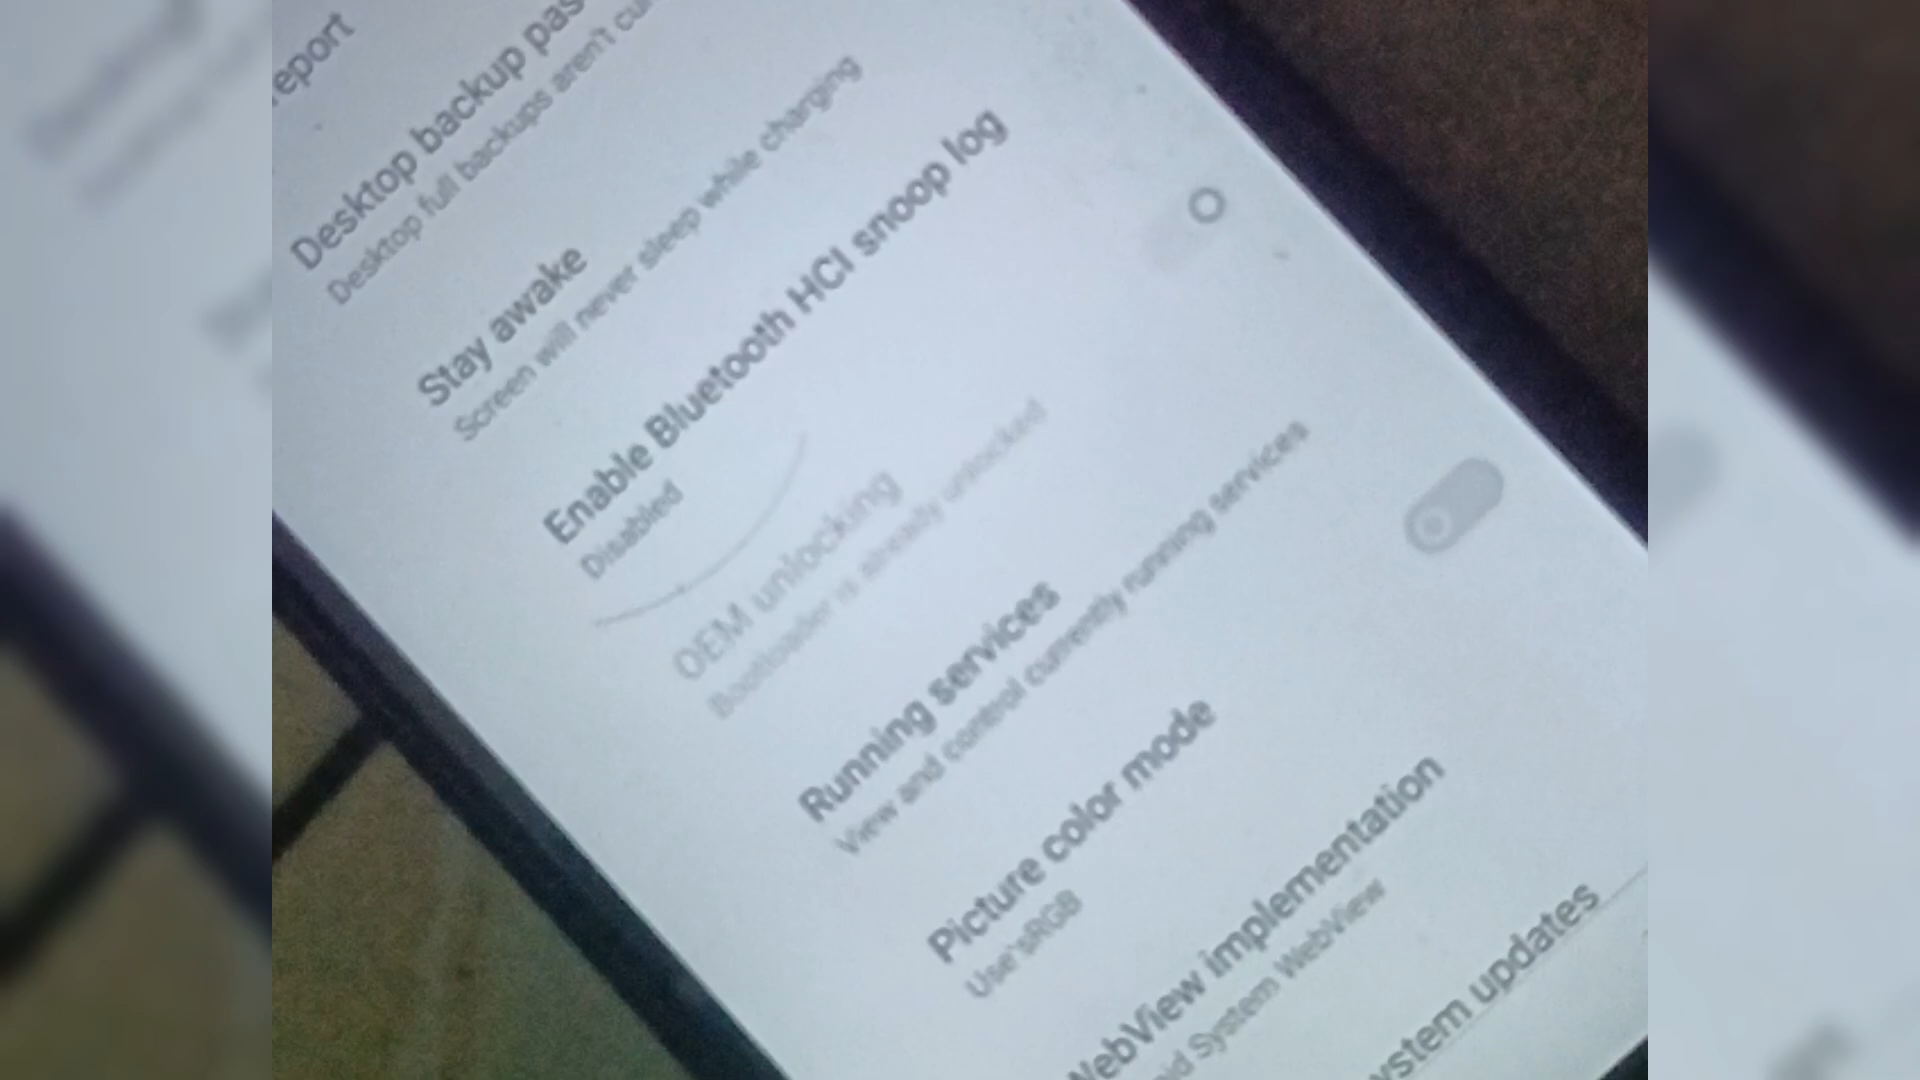 report
Desktop backup pas
Desktop full backups aren't cu
Stay awake
Screen will never sleep while charging
Enable Bluetooth HCI snoop log
Disabled
OEM unlocking
Bootloader is already unlocked
Running services
View and control currently running services
Picture color mode
Use sRGB
WebView implementation
oid System WebView
ystem updates